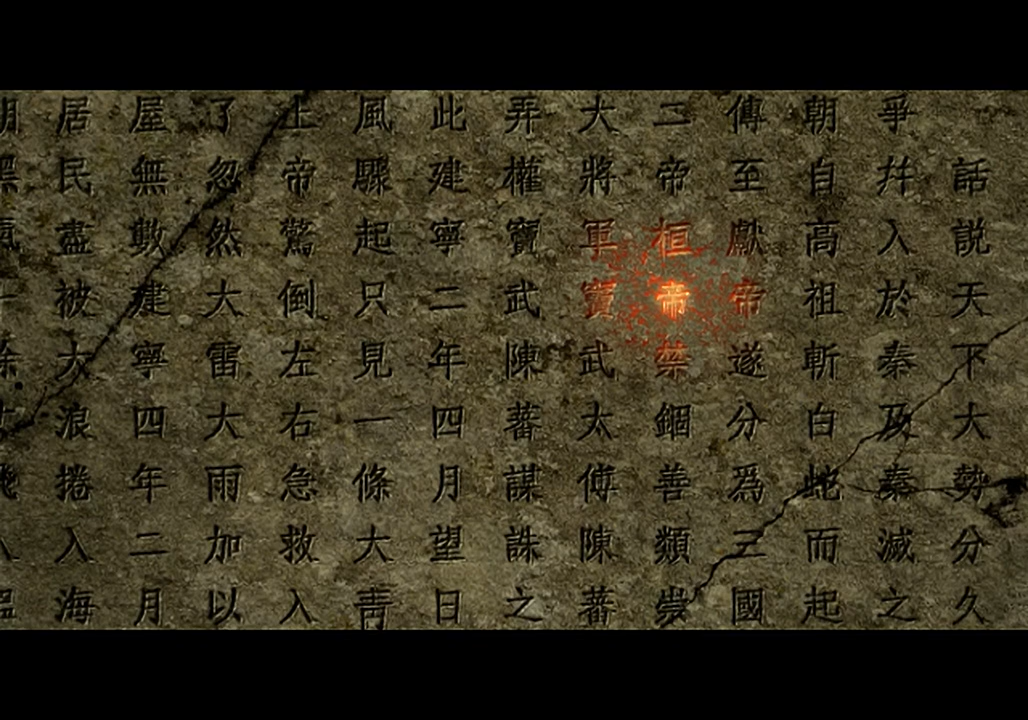 話説天下大勢分久
爭幷入於秦及秦滅之
朝自高祖斬白蛇而起
傳至獻帝遂分爲三國
二帝桓帝禁錮善類崇
大將軍竇武太傅陳蕃
弄權竇武陳蕃謀誅之
此建寧二年四月望日
風驟起只見一條大靑
上帝驚倒左右急救入
了忽然大雷大雨加以
屋無數建寧四年二月
居民盡被大浪捲入海